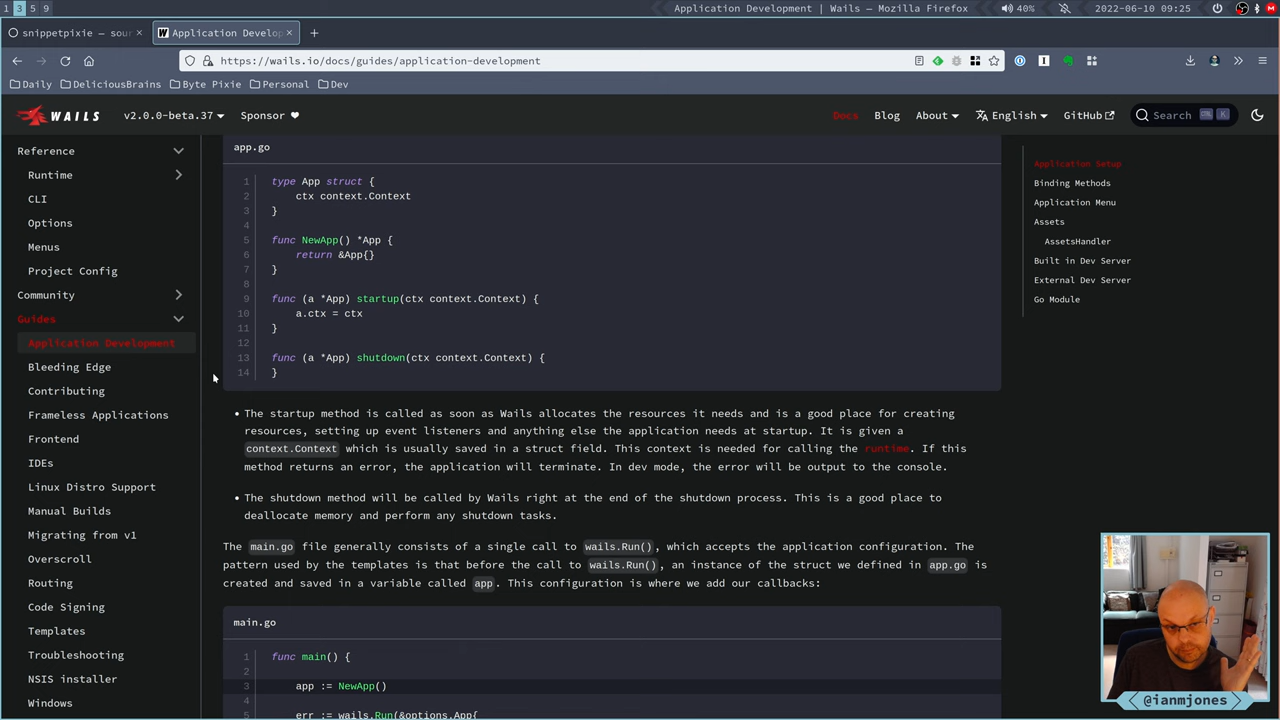 1 3 5 9
Application Development | Wails — Mozilla Firefox
40%
2022-06-10 09:25
snippetpixie — sour
Application Develop
https://wails.io/docs/guides/application-development
Daily
DeliciousBrains
Byte Pixie
Personal
Dev
WAILS
v2.0.0-beta.37
Sponsor
Docs
Blog
About
English
GitHub
Search
K
Reference
Runtime
CLI
Options
Menus
Project Config
Community
Guides
Application Development
Bleeding Edge
Contributing
Frameless Applications
Frontend
IDEs
Linux Distro Support
Manual Builds
Migrating from v1
Overscroll
Routing
Code Signing
Templates
Troubleshooting
NSIS installer
Windows
app.go
1 type App struct {
2 ctx context.Context
3 }
4
5 func NewApp() *App {
6 return &App{}
7 }
8
9 func (a *App) startup(ctx context.Context) {
10 a.ctx = ctx
11 }
12
13 func (a *App) shutdown(ctx context.Context) {
14 }
• The startup method is called as soon as Wails allocates the resources it needs and is a good place for creating
resources, setting up event listeners and anything else the application needs at startup. It is given a
context.Context which is usually saved in a struct field. This context is needed for calling the runtime. If this
method returns an error, the application will terminate. In dev mode, the error will be output to the console.
• The shutdown method will be called by Wails right at the end of the shutdown process. This is a good place to
deallocate memory and perform any shutdown tasks.
The main.go file generally consists of a single call to wails.Run(), which accepts the application configuration. The
pattern used by the templates is that before the call to wails.Run(), an instance of the struct we defined in app.go is
created and saved in a variable called app. This configuration is where we add our callbacks:
main.go
1 func main() {
2
3 app := NewApp()
4
5 err := wails.Run(&options.App{
Application Setup
Binding Methods
Application Menu
Assets
AssetsHandler
Built in Dev Server
External Dev Server
Go Module
@ianmjones